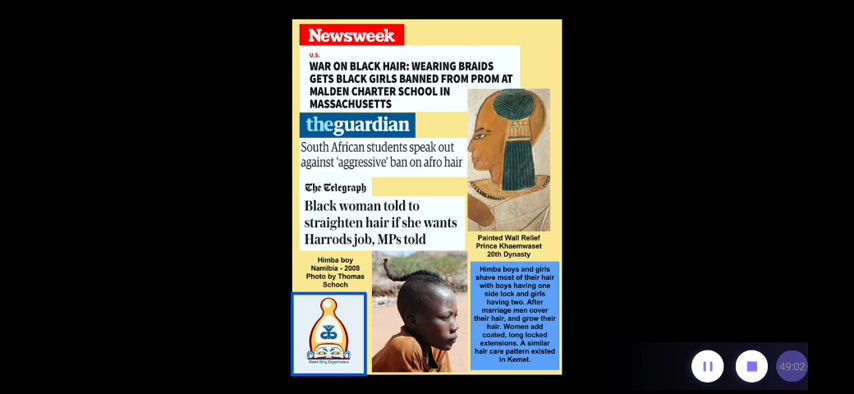 Newsweek
U.S.
WAR ON BLACK HAIR: WEARING BRAIDS
GETS BLACK GIRLS BANNED FROM PROM AT
MALDEN CHARTER SCHOOL IN
MASSACHUSETTS
theguardian
South African students speak out
against 'aggressive' ban on afro hair
The Telegraph
Black woman told to
straighten hair if she wants
Harrods job, MPs told
Painted Wall Relief
Prince Khaemwaset
20th Dynasty
Himba boy
Namibia - 2008
Photo by Thomas
Schoch
Himba boys and girls
shave most of their hair
with boys having one
side lock and girls
having two. After
marriage men cover
their hair, and grow their
hair. Women add
coated, long locked
extensions. A similar
hair care pattern existed
in Kemet.
49:02